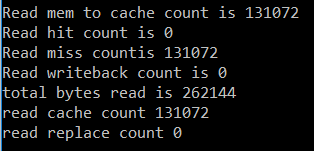 Read mem to cache count is 131072
Read hit count is 0
Read miss countis 131072
Read writeback count is 0
total bytes read is 262144
read cache count 131072
read replace count 0